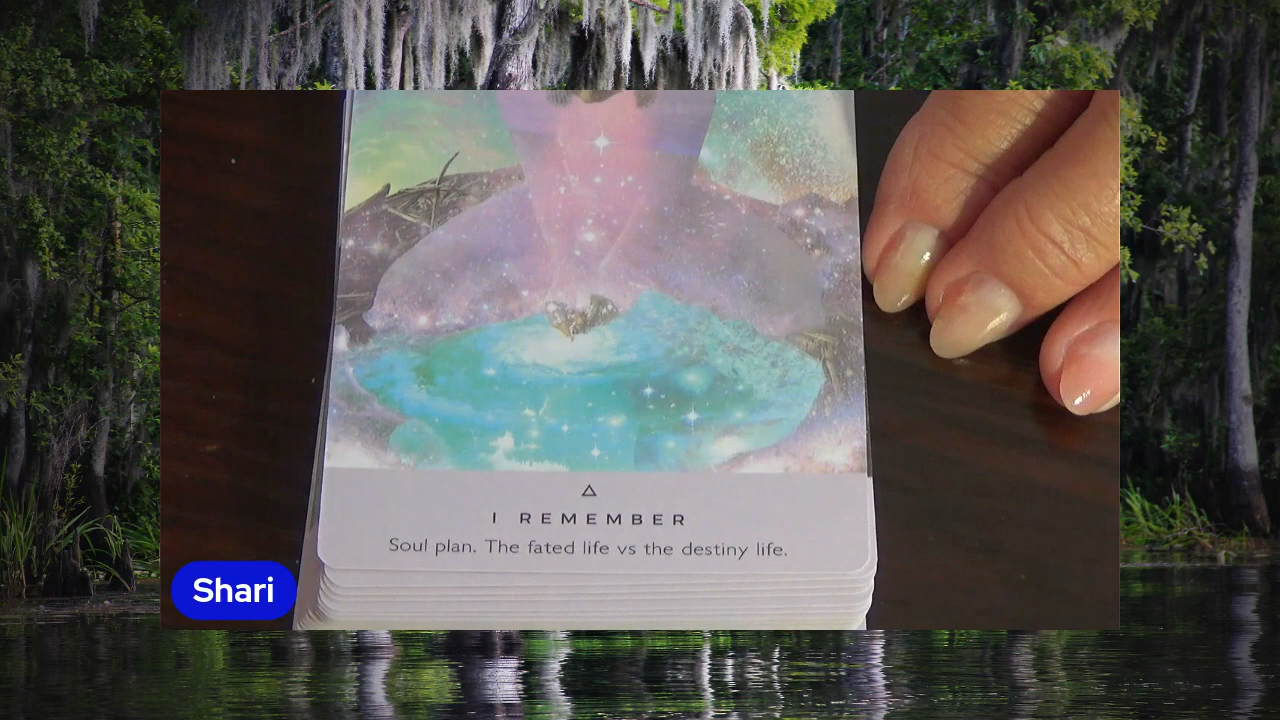 I REMEMBER
Soul plan. The fated life vs the destiny life.
Shari